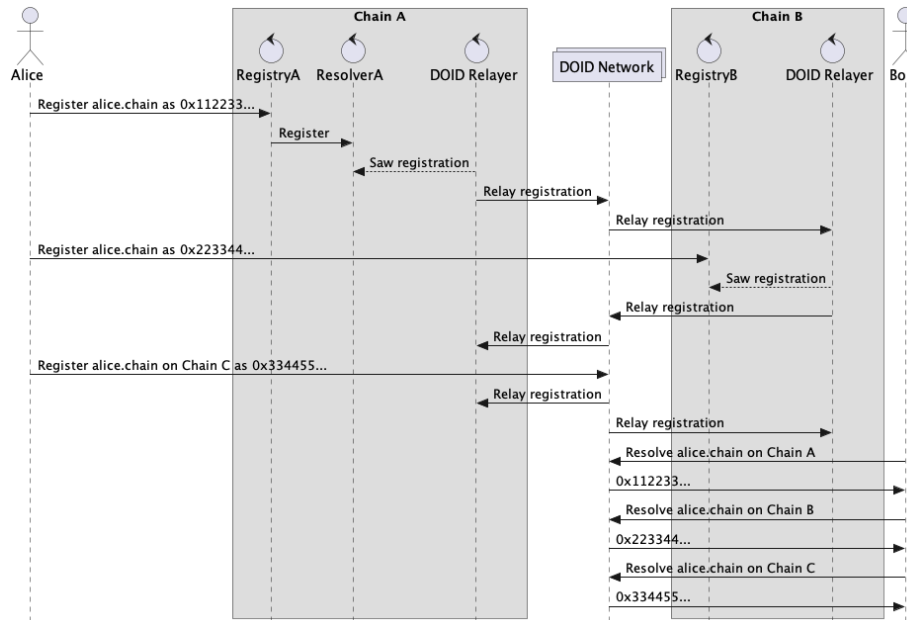 Chain A
Chain B
Alice
RegistryA
ResolverA
DOID Relayer
DOID Network
RegistryB
DOID Relayer
Bo
Register alice.chain as 0x112233...
Register
Saw registration
Relay registration
Relay registration
Register alice.chain as 0x223344...
Saw registration
Relay registration
Relay registration
Register alice.chain on Chain C as 0x334455...
Relay registration
Relay registration
Resolve alice.chain on Chain A
0x112233...
Resolve alice.chain on Chain B
0x223344...
Resolve alice.chain on Chain C
0x334455...